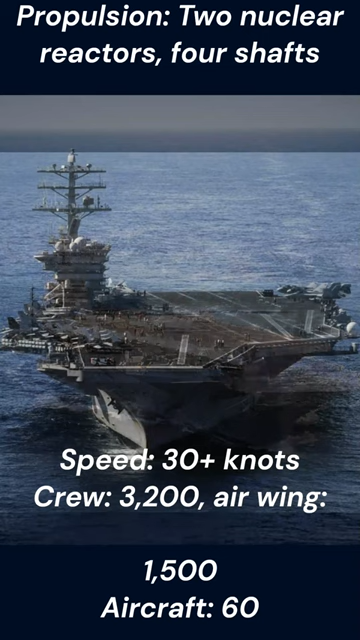 Propulsion: Two nuclear
reactors, four shafts
Speed: 30+ knots
Crew: 3,200, air wing:
1,500
Aircraft: 60